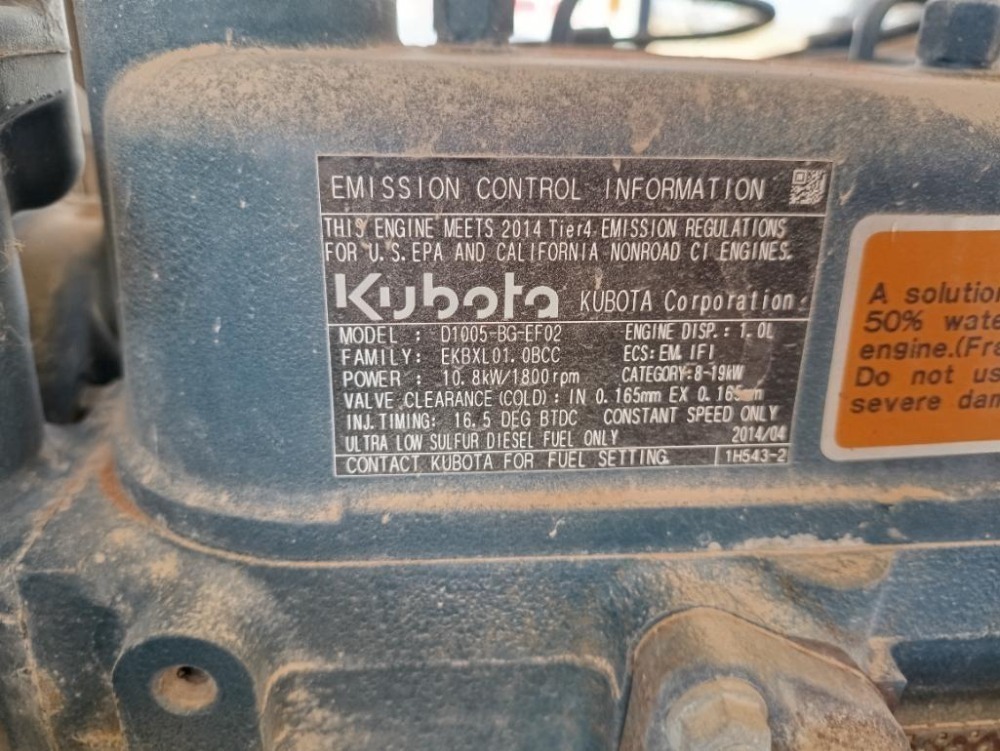 EMISSION CONTROL INFORMATION
THIS ENGINE MEETS 2014 Tier4 EMISSION REGULATIONS
FOR U.S. EPA AND CALIFORNIA NONROAD CI ENGINES.
Kubota KUBOTA Corporation
MODEL : D1005-BG-EF02 ENGINE DISP.: 1.0L
FAMILY: EKBXL01.0BCC ECS: EM, IFI
POWER : 10.8kW/1800rpm CATEGORY: 8-19kW
VALVE CLEARANCE (COLD) : IN 0.165mm EX 0.165mm
INJ.TIMING: 16.5 DEG BTDC CONSTANT SPEED ONLY
ULTRA LOW SULFUR DIESEL FUEL ONLY 2014/04
CONTACT KUBOTA FOR FUEL SETTING. 1H543-2
A solution
50% wate
engine.(Fre
Do not us
severe dam